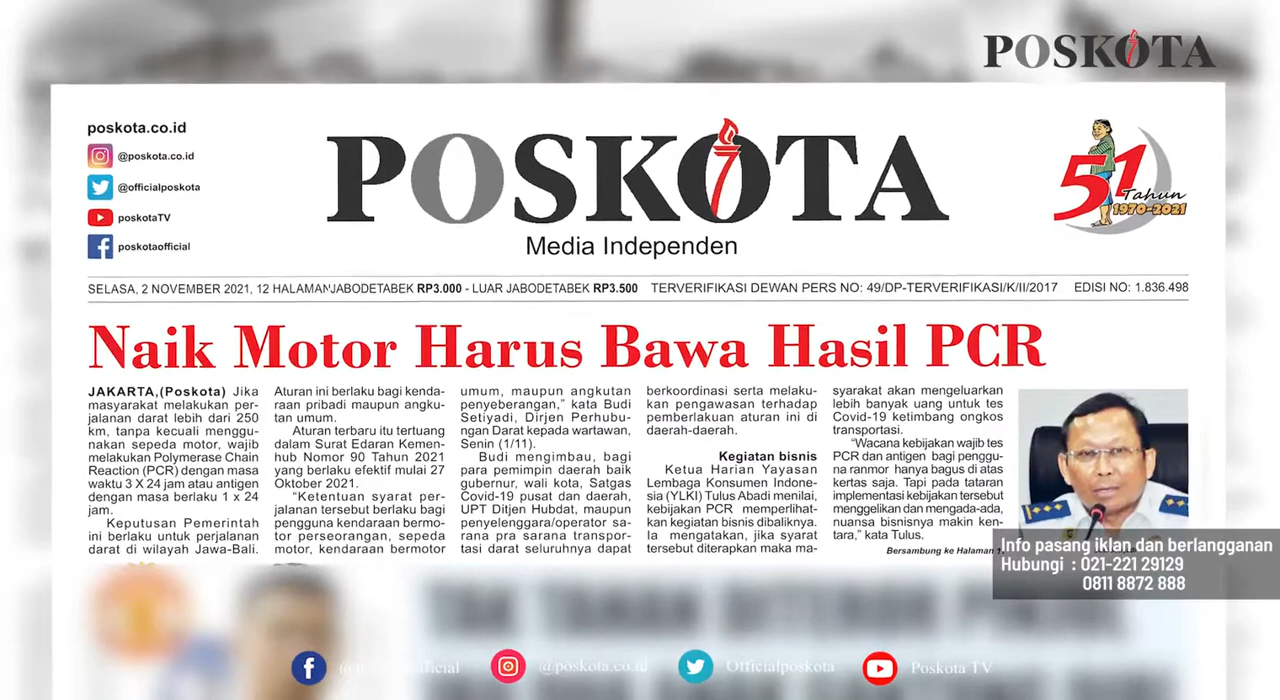 POSKOTA
poskota.co.id
@poskota.co.id
@officialposkota
poskotaTV
poskotaofficial
POSKOTA
Media Independen
51
Tahun
1970-2021
SELASA, 2 NOVEMBER 2021, 12 HALAMAN JABODETABEK RP3.000 - LUAR JABODETABEK RP3.500 TERVERIFIKASI DEWAN PERS NO: 49/DP-TERVERIFIKASI/K/II/2017 EDISI NO: 1.836.498
Naik Motor Harus Bawa Hasil PCR
JAKARTA,(Poskota) Jika
masyarakat melakukan per-
jalanan darat lebih dari 250
km, tanpa kecuali menggu-
nakan sepeda motor, wajib
melakukan Polymerase Chain
Reaction (PCR) dengan masa
waktu 3 X 24 jam atau antigen
dengan masa berlaku 1 x 24
jam.
Keputusan Pemerintah
ini berlaku untuk perjalanan
darat di wilayah Jawa-Bali.
Aturan ini berlaku bagi kenda-
raan pribadi maupun angku-
tan umum.
Aturan terbaru itu tertuang
dalam Surat Edaran Kemen-
hub Nomor 90 Tahun 2021
yang berlaku efektif mulai 27
Oktober 2021.
“Ketentuan syarat per-
jalanan tersebut berlaku bagi
pengguna kendaraan bermo-
tor perseorangan, sepeda
motor, kendaraan bermotor
umum, maupun angkutan
penyeberangan,” kata Budi
Setiyadi, Dirjen Perhubu-
ngan Darat kepada wartawan,
Senin (1/11).
Budi mengimbau, bagi
para pemimpin daerah baik
gubernur, wali kota, Satgas
Covid-19 pusat dan daerah,
UPT Ditjen Hubdat, maupun
penyelenggara/operator sa-
rana pra sarana transpor-
tasi darat seluruhnya dapat
berkoordinasi serta melaku-
kan pengawasan terhadap
pemberlakuan aturan ini di
daerah-daerah.
Kegiatan bisnis
Ketua Harian Yayasan
Lembaga Konsumen Indone-
sia (YLKI) Tulus Abadi menilai,
kebijakan PCR memperlihat-
kan kegiatan bisnis dibaliknya.
Ia mengatakan, jika syarat
tersebut diterapkan maka ma-
syarakat akan mengeluarkan
lebih banyak uang untuk tes
Covid-19 ketimbang ongkos
transportasi.
“Wacana kebijakan wajib tes
PCR dan antigen bagi penggu-
na ranmor hanya bagus di atas
kertas saja. Tapi pada tataran
implementasi kebijakan tersebut
menggelikan dan mengada-ada,
nuansa bisnisnya makin ken-
tara,” kata Tulus.
Bersambung ke Halaman
Info pasang iklan dan berlangganan
Hubungi : 021-221 29129
0811 8872 888
@poskota.co.id
Officialposkota
Poskota TV